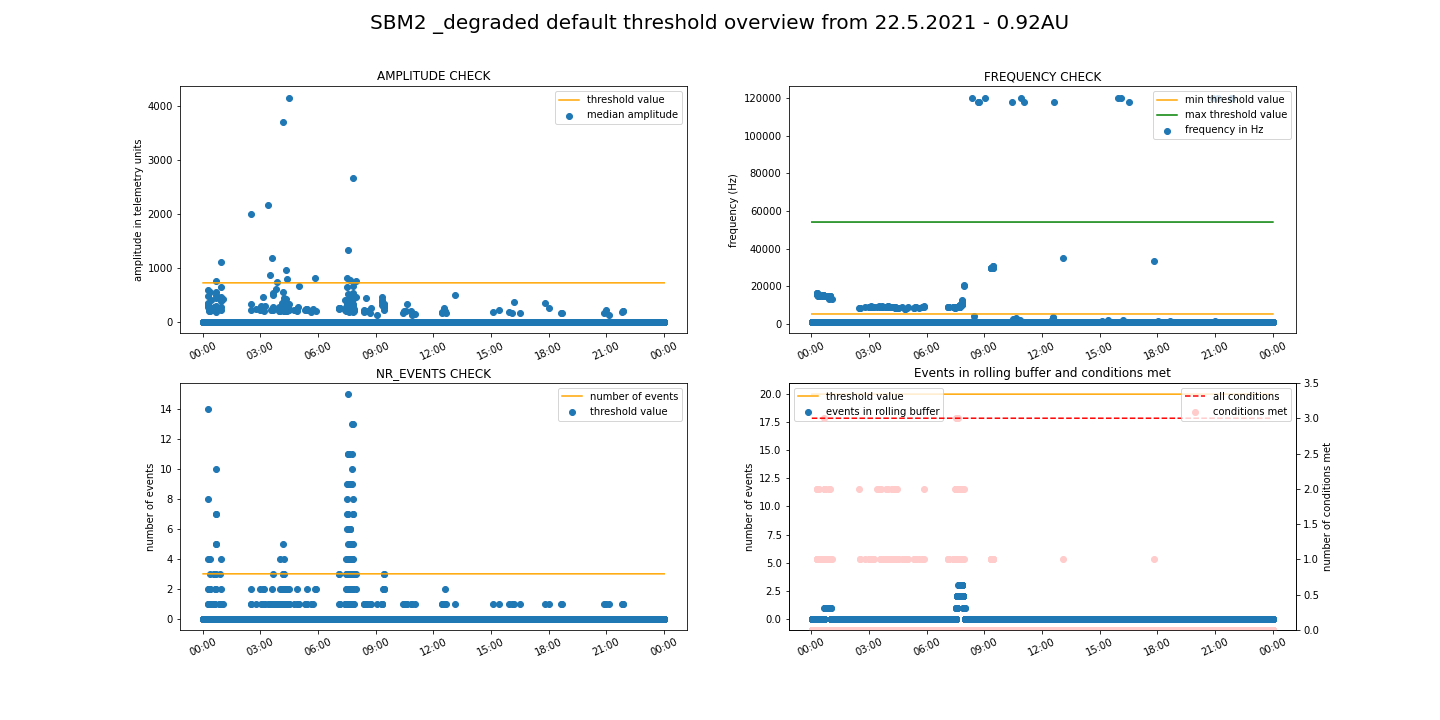 SBM2 _degraded default threshold overview from 22.5.2021 - 0.92AU
AMPLITUDE CHECK
amplitude in telemetry units
4000
3000
2000
1000
0
threshold value
median amplitude
00:00 03:00 06:00 09:00 12:00 15:00 18:00 21:00 00:00
FREQUENCY CHECK
frequency (Hz)
120000
100000
80000
60000
40000
20000
0
min threshold value
max threshold value
frequency in Hz
00:00 03:00 06:00 09:00 12:00 15:00 18:00 21:00 00:00
NR_EVENTS CHECK
number of events
14
12
10
8
6
4
2
0
number of events
threshold value
00:00 03:00 06:00 09:00 12:00 15:00 18:00 21:00 00:00
Events in rolling buffer and conditions met
number of events
20.0
17.5
15.0
12.5
10.0
7.5
5.0
2.5
0.0
threshold value
events in rolling buffer
all conditions
conditions met
3.5
3.0
2.5
2.0
1.5
1.0
0.5
0.0
number of conditions met
00:00 03:00 06:00 09:00 12:00 15:00 18:00 21:00 00:00